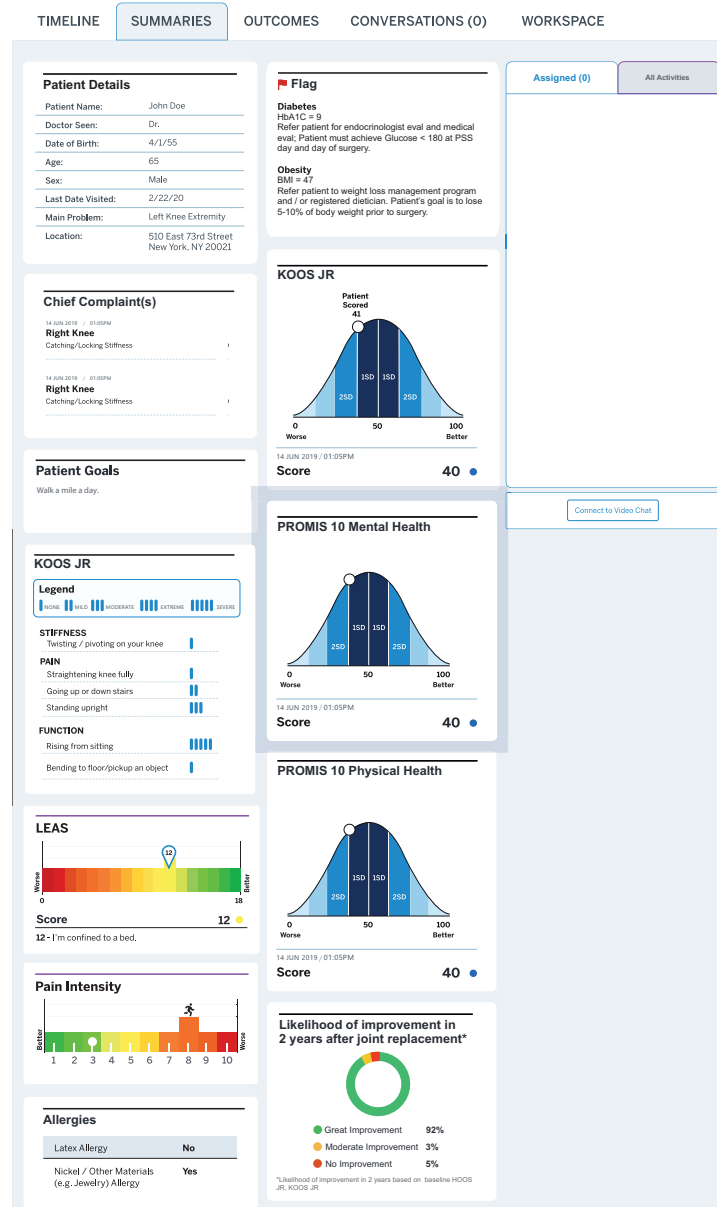 TIMELINE SUMMARIES OUTCOMES CONVERSATIONS (0) WORKSPACE
Patient Details
Patient Name: John Doe
Doctor Seen: Dr.
Date of Birth: 4/1/55
Age: 65
Sex: Male
Last Date Visited: 2/22/20
Main Problem: Left Knee Extremity
Location: 510 East 73rd Street
New York, NY 20021
Chief Complaint(s)
14 JUN 2019 / 01:05PM
Right Knee
Catching/Locking Stiffness
14 JUN 2019 / 01:05PM
Right Knee
Catching/Locking Stiffness
Patient Goals
Walk a mile a day.
KOOS JR
Legend
NONE MILD MODERATE EXTREME SEVERE
STIFFNESS
Twisting / pivoting on your knee
PAIN
Straightening knee fully
Going up or down stairs
Standing upright
FUNCTION
Rising from sitting
Bending to floor/pickup an object
LEAS
12
Worse Better
0 18
Score 12
12 - I'm confined to a bed.
Pain Intensity
Better Worse
1 2 3 4 5 6 7 8 9 10
Allergies
Latex Allergy No
Nickel / Other Materials Yes
(e.g. Jewelry) Allergy
Flag
Diabetes
HbA1C = 9
Refer patient for endocrinologist eval and medical
eval; Patient must achieve Glucose < 180 at PSS
day and day of surgery.
Obesity
BMI = 47
Refer patient to weight loss management program
and / or registered dietician. Patient's goal is to lose
5-10% of body weight prior to surgery.
KOOS JR
Patient
Scored
41
1SD 1SD
2SD 2SD
0 50 100
Worse Better
14 JUN 2019 / 01:05PM
Score 40
PROMIS 10 Mental Health
1SD 1SD
2SD 2SD
0 50 100
Worse Better
14 JUN 2019 / 01:05PM
Score 40
PROMIS 10 Physical Health
1SD 1SD
2SD 2SD
0 50 100
Worse Better
14 JUN 2019 / 01:05PM
Score 40
Likelihood of improvement in
2 years after joint replacement*
Great Improvement 92%
Moderate Improvement 3%
No Improvement 5%
*Likelihood of improvement in 2 years based on baseline HOOS
JR, KOOS JR
Assigned (0) All Activities
Connect to Video Chat